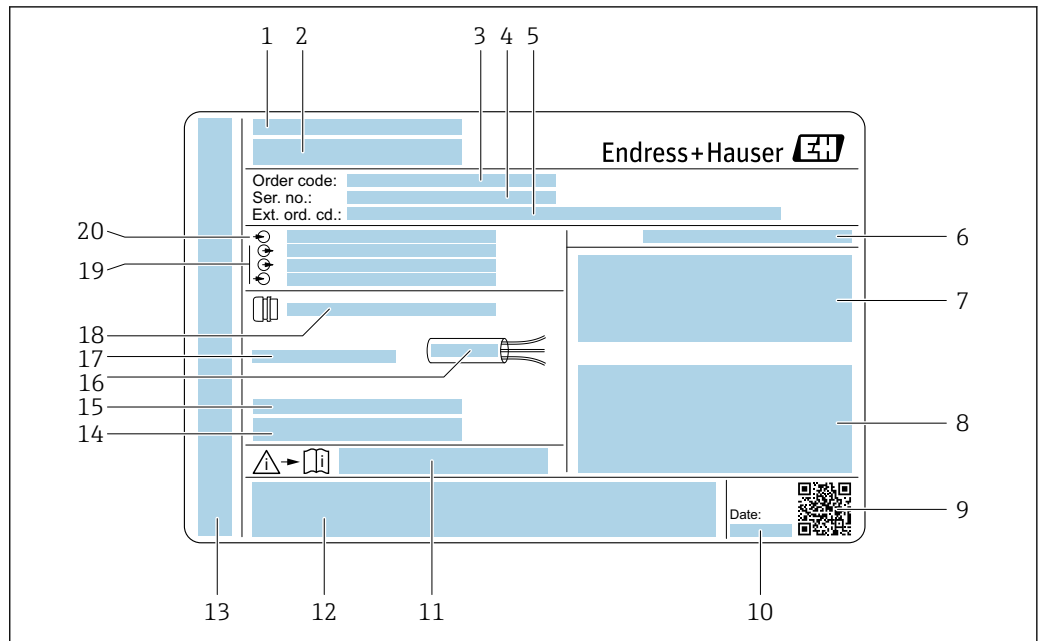 1 2 3 4 5
Endress+Hauser EH
Order code:
Ser. no.:
Ext. ord. cd.:
20
6
19
7
i
18
17
16
15
14
8
i i
Date:
9
13 12 11 10